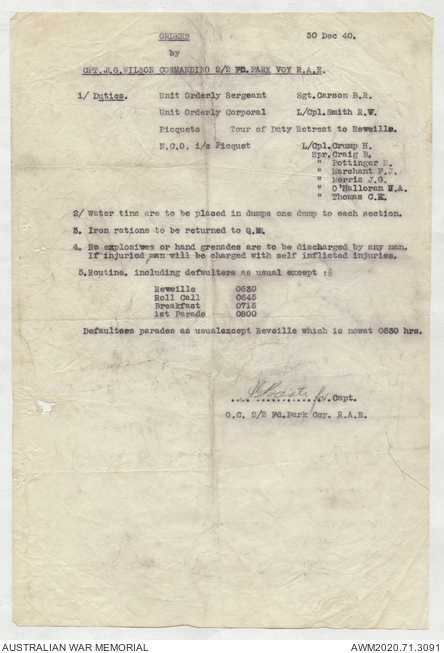 ORDERS 30 Dec 40.
by
CPT.J.G.WILSON COMMANDING 2/2 FD.PARK VOY R.A.E.
1/ Duties. Unit Orderly Sergeant Sgt.Carson B.R.
Unit Orderly Corporal L/Cpl.Smith R.W.
Picquets Tour of Duty Retreat to Reweille.
N.C.O. i/c Picquet L/Cpl.Crump H.
Spr.Craig B.
" Pottinger M.
" Marchant F.J.
" Morris J.G.
" O'Halloran W.A.
" Thomas C.K.
2/ Water tins are to be placed in dumps one dump to each section.
3. Iron rations to be returned to Q.M.
4. No explosives or hand grenades are to be discharged by any man.
If injured man will be charged with self inflicted injuries.
5.Routine. including defaulters as usual except :-
Reweille 0630
Roll Call 0645
Breakfast 0715
1st Parade 0800
Defaulters parades as usualexcept Reveille which is nowat 0630 hrs.
Capt.
O.C. 2/2 Fd.Park Coy. R.A.E.
AUSTRALIAN WAR MEMORIAL AWM2020.71.3091